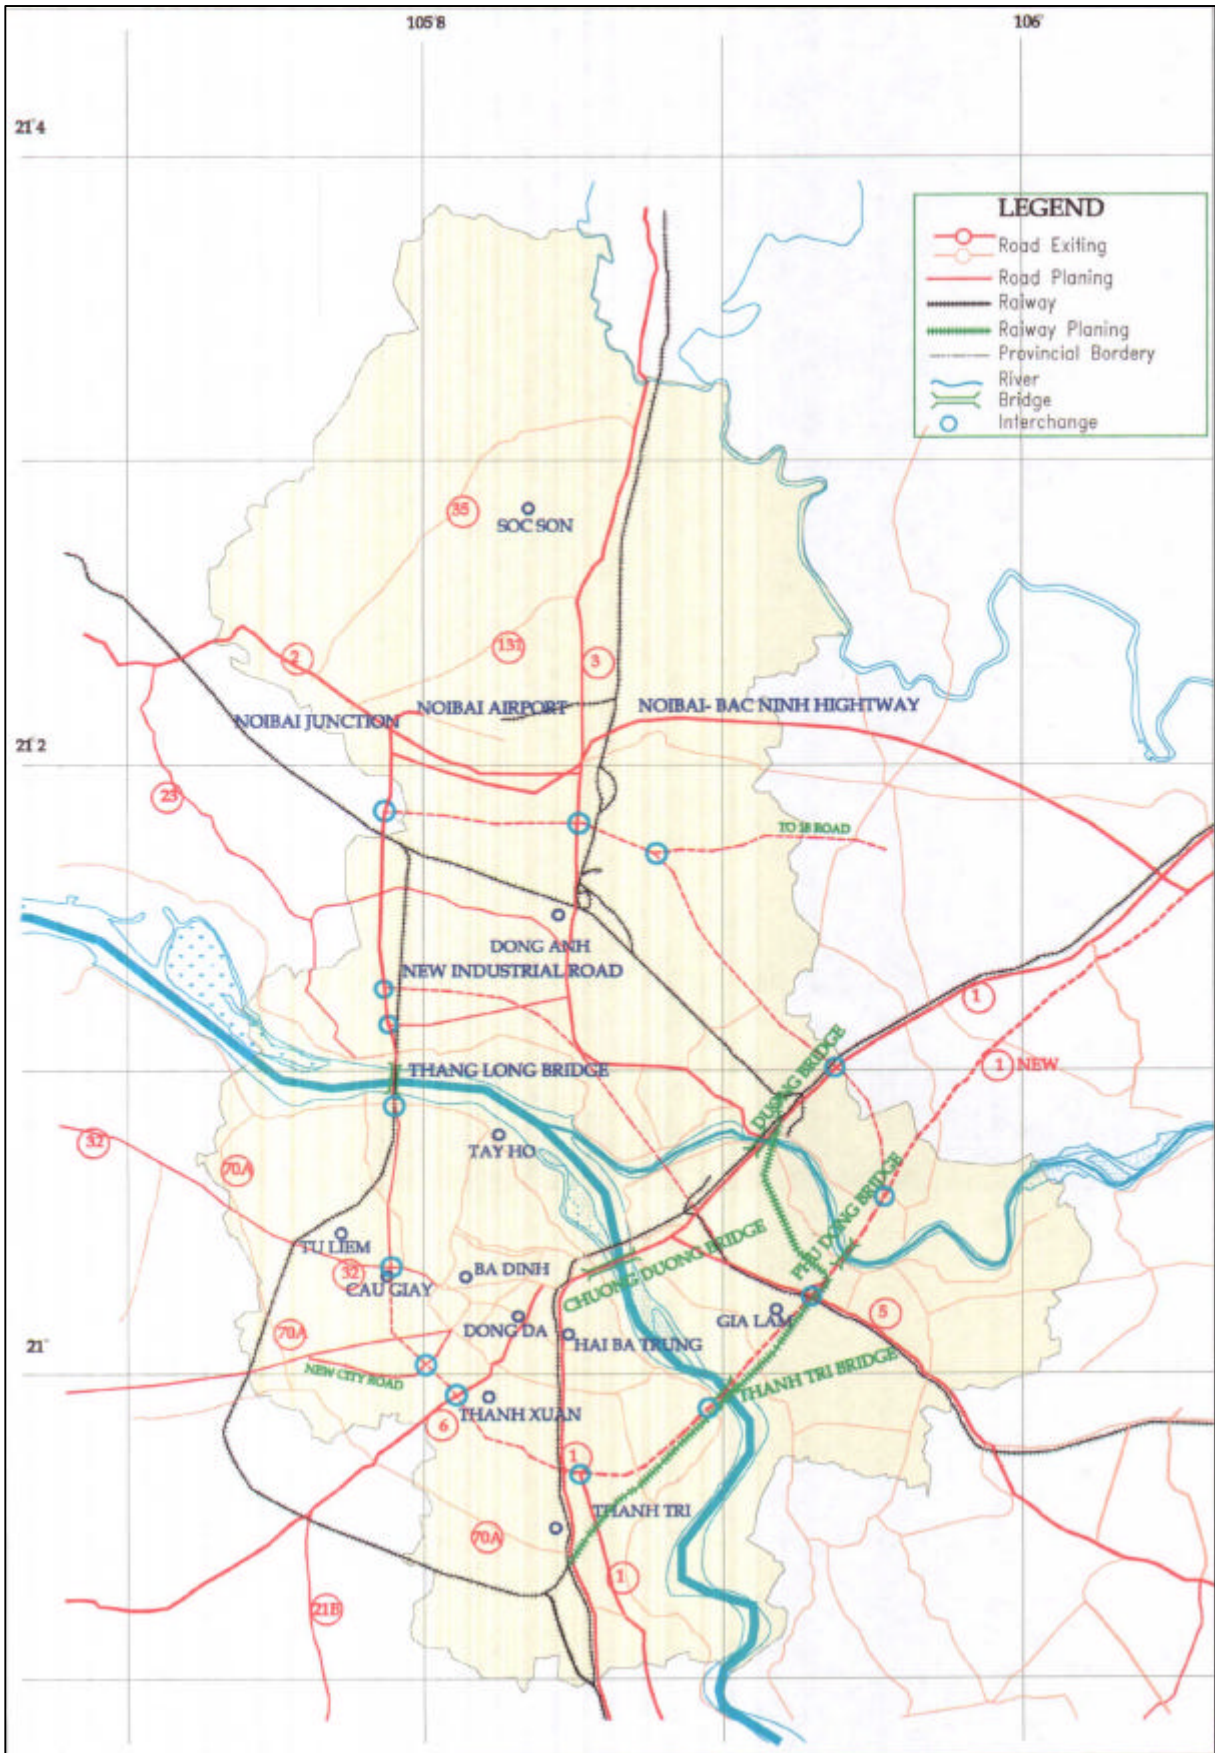 105°8
106°
21°4
LEGEND
Road Exiting
Road Planing
Raiway
Raiway Planing
Provincial Bordery
River
Bridge
Interchange
35
SOC SON
2
131
3
NOIBAI AIRPORT
NOIBAI- BAC NINH HIGHTWAY
NOIBAI JUNCTION
21°2
23
TO 18 ROAD
DONG ANH
NEW INDUSTRIAL ROAD
1
DUONG BRIDGE
1 NEW
THANG LONG BRIDGE
32
TAY HO
70A
PHU DONG BRIDGE
TU LIEM
CHUONG DUONG BRIDGE
32
BA DINH
CAU GIAY
GIA LAM
5
70A
DONG DA
HAI BA TRUNG
21°
NEW CITY ROAD
THANH TRI BRIDGE
THANH XUAN
6
1
THANH TRI
70A
1
21B